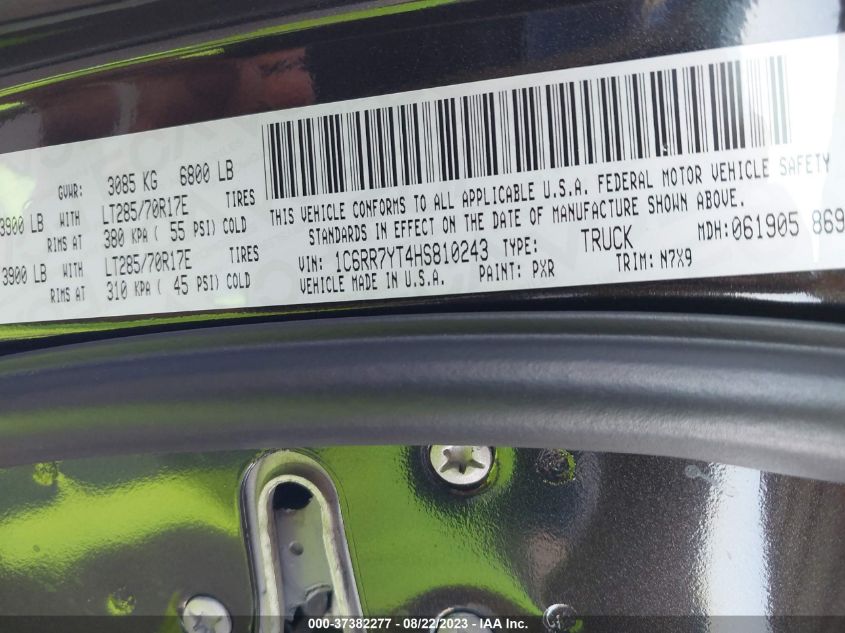 GVWR: 3085 KG 6800 LB
3900 LB WITH LT285/70R17E TIRES
RIMS AT 380 KPA ( 55 PSI) COLD
3900 LB WITH LT285/70R17E TIRES
RIMS AT 310 KPA ( 45 PSI) COLD
THIS VEHICLE CONFORMS TO ALL APPLICABLE U.S.A. FEDERAL MOTOR VEHICLE SAFETY
STANDARDS IN EFFECT ON THE DATE OF MANUFACTURE SHOWN ABOVE.
VIN: 1C6RR7YT4HS810243 TYPE: TRUCK MDH:061905 869
VEHICLE MADE IN U.S.A. PAINT: PXR TRIM: N7X9
000-37382277 - 08/22/2023 - IAA Inc.